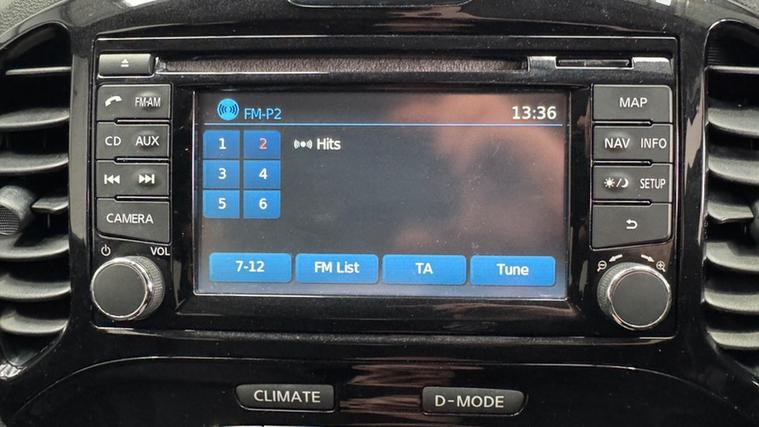 FM-AM
CD AUX
CAMERA
VOL
FM-P2 13:36
1 2 Hits
3 4
5 6
7-12 FM List TA Tune
MAP
NAV INFO
SETUP
CLIMATE D-MODE